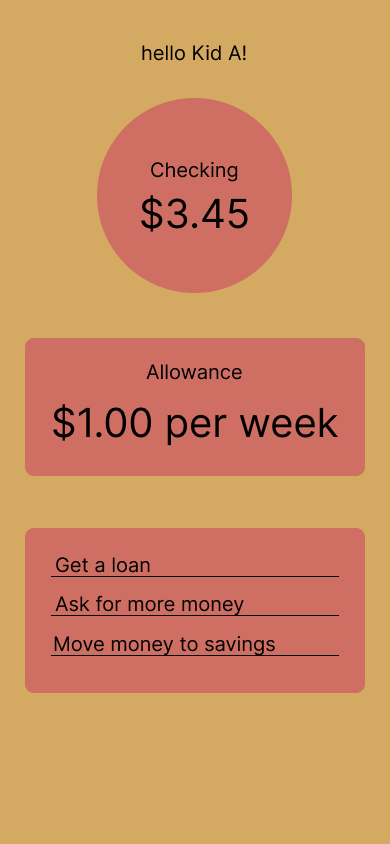 hello Kid A!
Checking
$3.45
Allowance
$1.00 per week
Get a loan
Ask for more money
Move money to savings